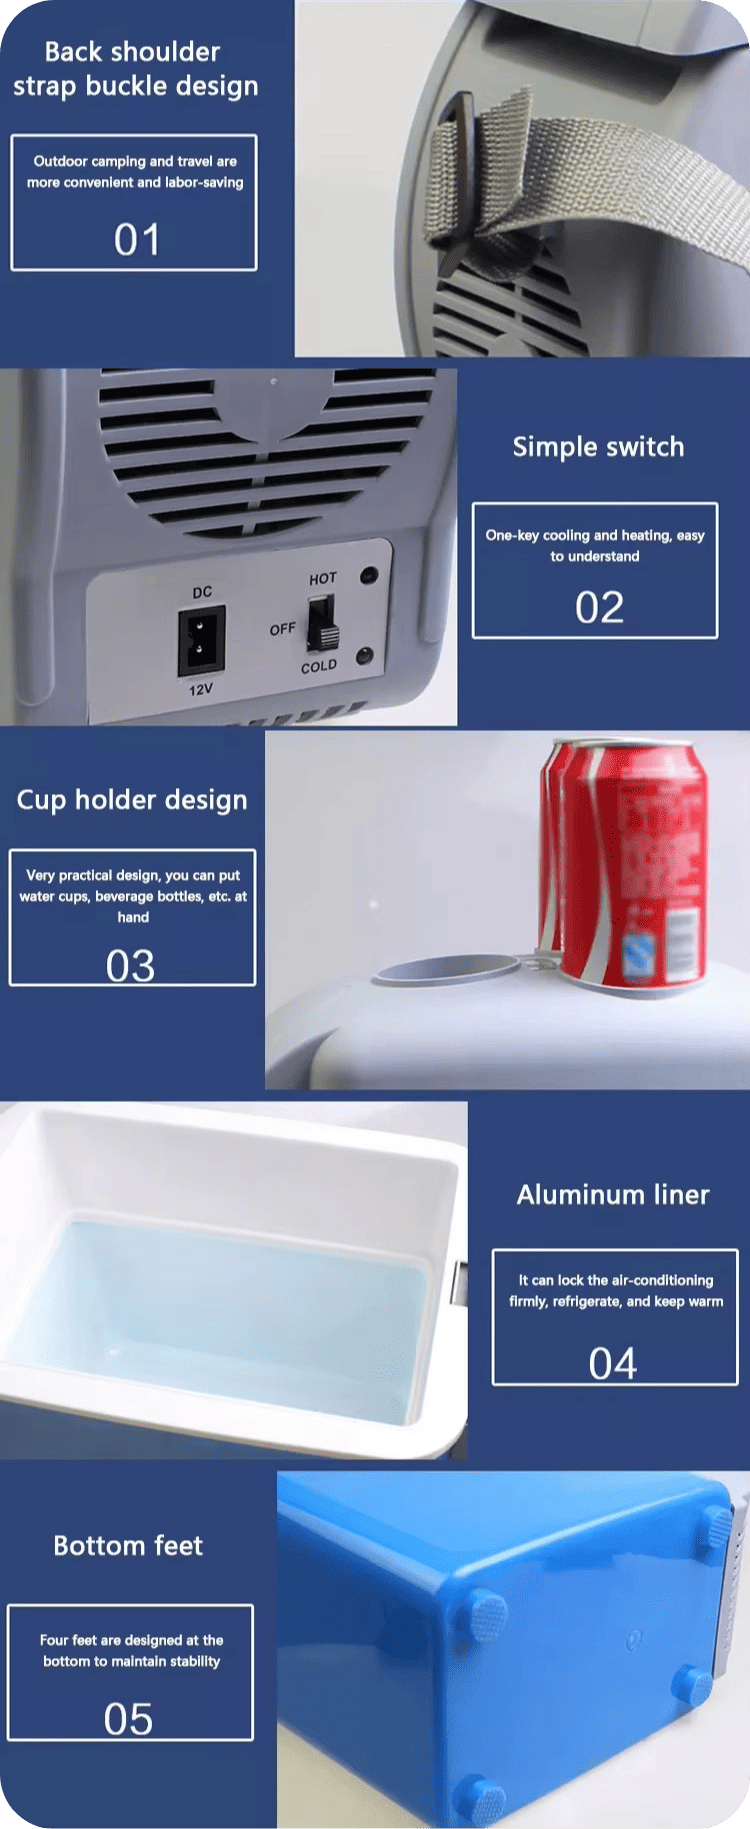 Back shoulder
strap buckle design
Outdoor camping and travel are
more convenient and labor-saving
01
DC
12V
HOT
OFF
COLD
Simple switch
One-key cooling and heating, easy
to understand
02
Cup holder design
Very practical design, you can put
water cups, beverage bottles, etc. at
hand
03
Aluminum liner
It can lock the air-conditioning
firmly, refrigerate, and keep warm
04
Bottom feet
Four feet are designed at the
bottom to maintain stability
05